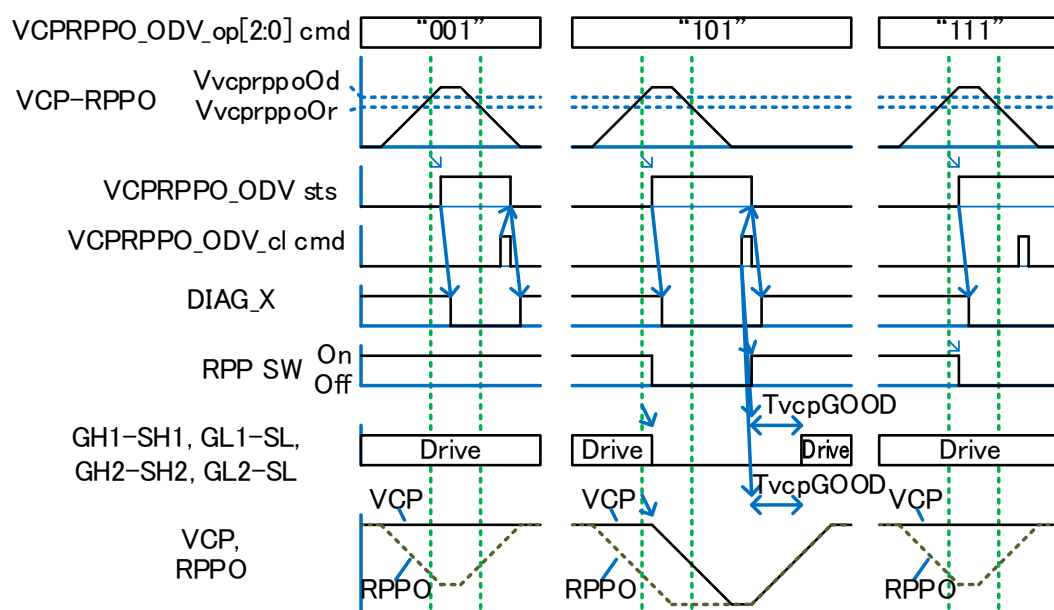 VCPRPPO_ODV_op[2:0] cmd
“001”
“101”
“111”
VCP-RPPO
VvcprppoOd
VvcprppoOr
VCPRPPO_ODV sts
VCPRPPO_ODV_cl cmd
DIAG_X
RPP SW
On
Off
TvcpGOOD
GH1-SH1, GL1-SL,
GH2-SH2, GL2-SL
Drive
Drive
Drive
Drive
TvcpGOOD
VCP
VCP
VCP
VCP,
RPPO
RPPO
RPPO
RPPO